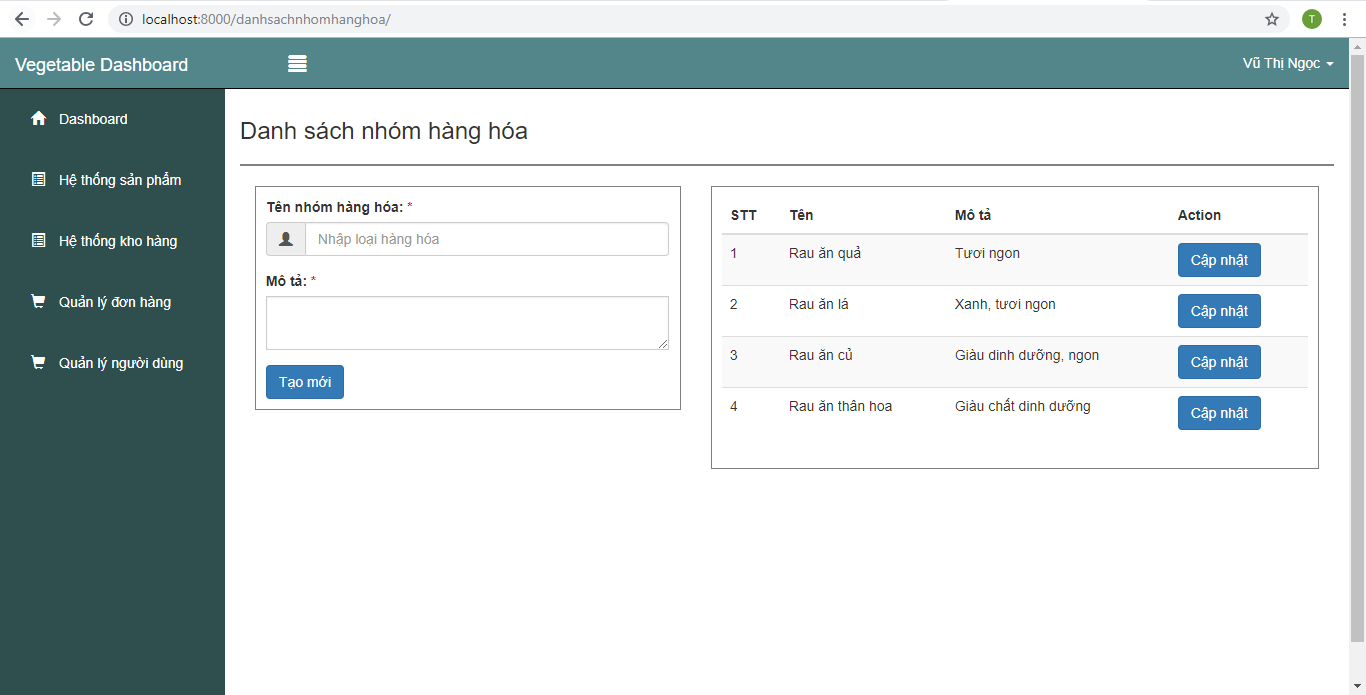 localhost:8000/danhsachnhomhanghoa/
T
Vegetable Dashboard
Vũ Thị Ngọc
Dashboard
Hệ thống sản phẩm
Hệ thống kho hàng
Quản lý đơn hàng
Quản lý người dùng
Danh sách nhóm hàng hóa
Tên nhóm hàng hóa: *
Nhập loại hàng hóa
Mô tả: *
Tạo mới
STT Tên Mô tả Action
1 Rau ăn quả Tươi ngon Cập nhật
2 Rau ăn lá Xanh, tươi ngon Cập nhật
3 Rau ăn củ Giàu dinh dưỡng, ngon Cập nhật
4 Rau ăn thân hoa Giàu chất dinh dưỡng Cập nhật